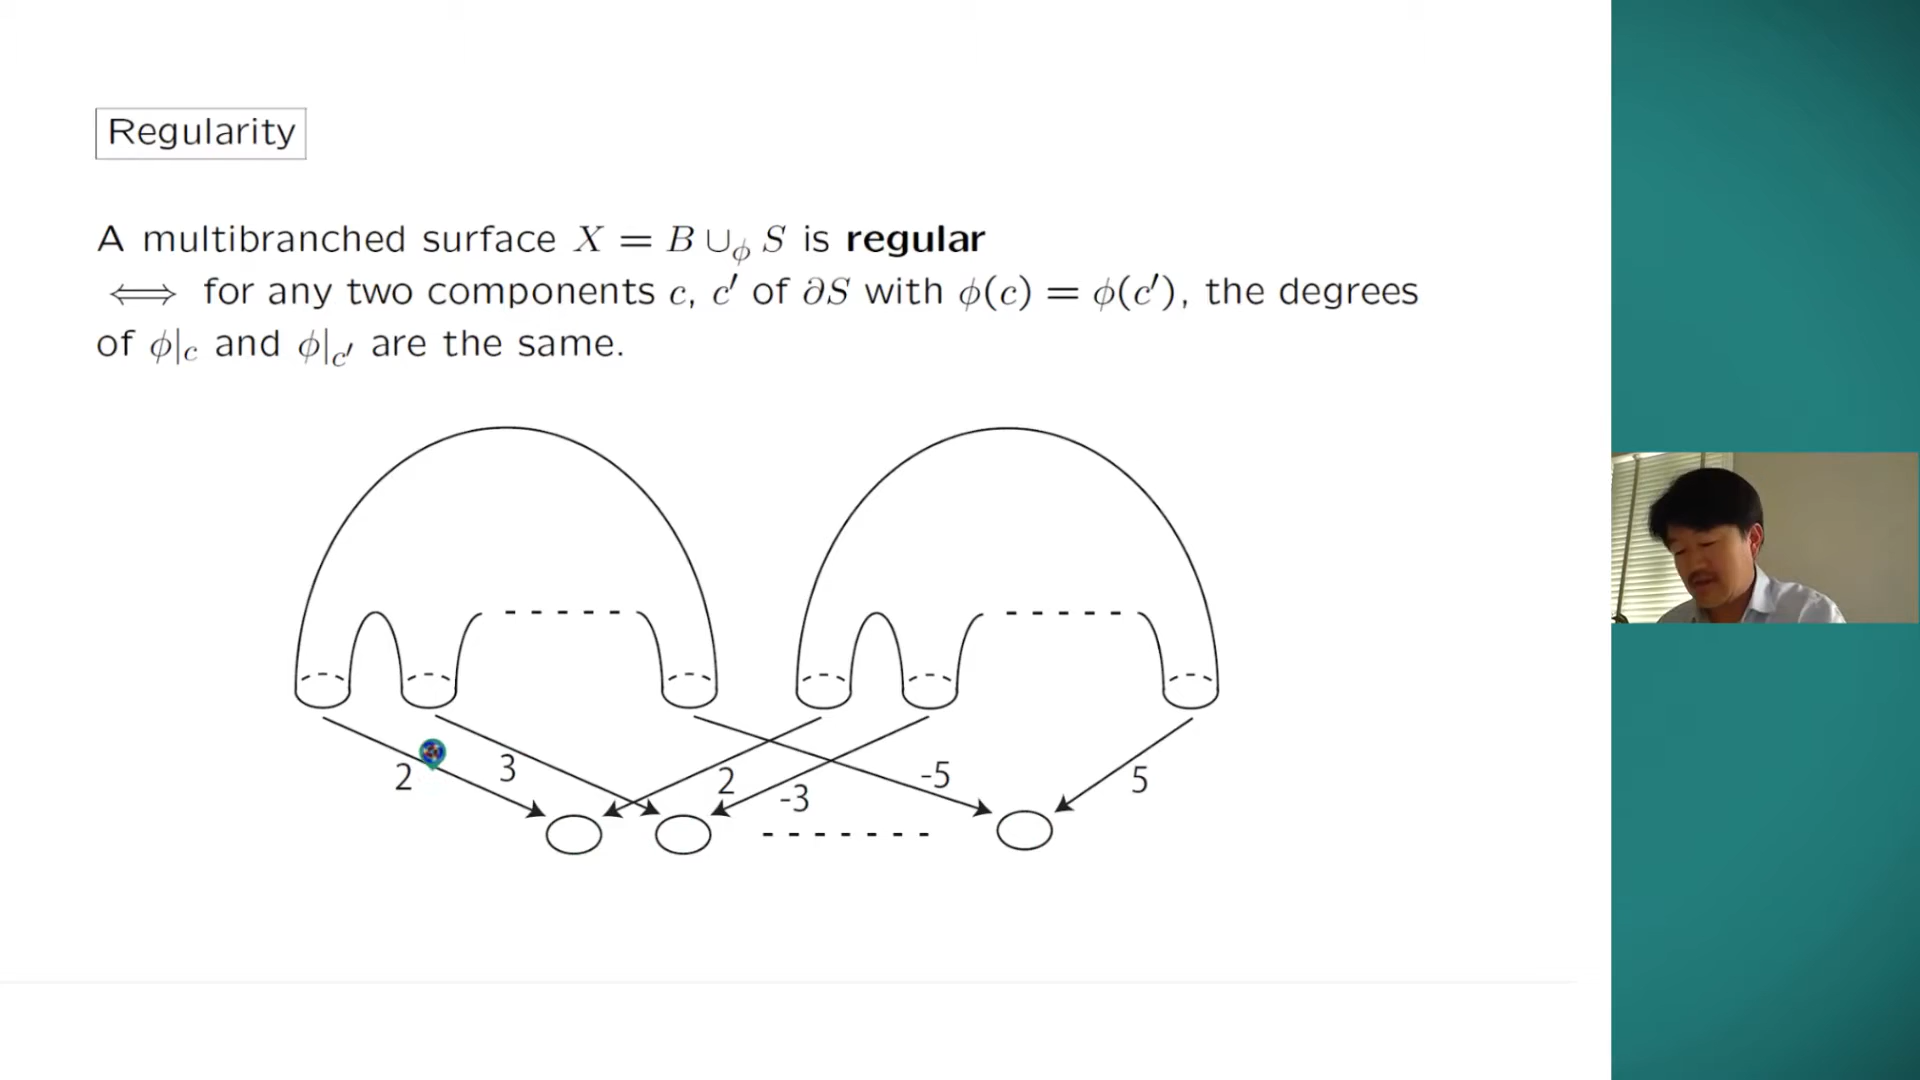 Regularity
A multibranched surface X = B ∪_ϕ S is regular
⟺ for any two components c, c′ of ∂S with ϕ(c) = ϕ(c′), the degrees
of ϕ|_c and ϕ|_c′ are the same.
2 3 2 -3 -5 5